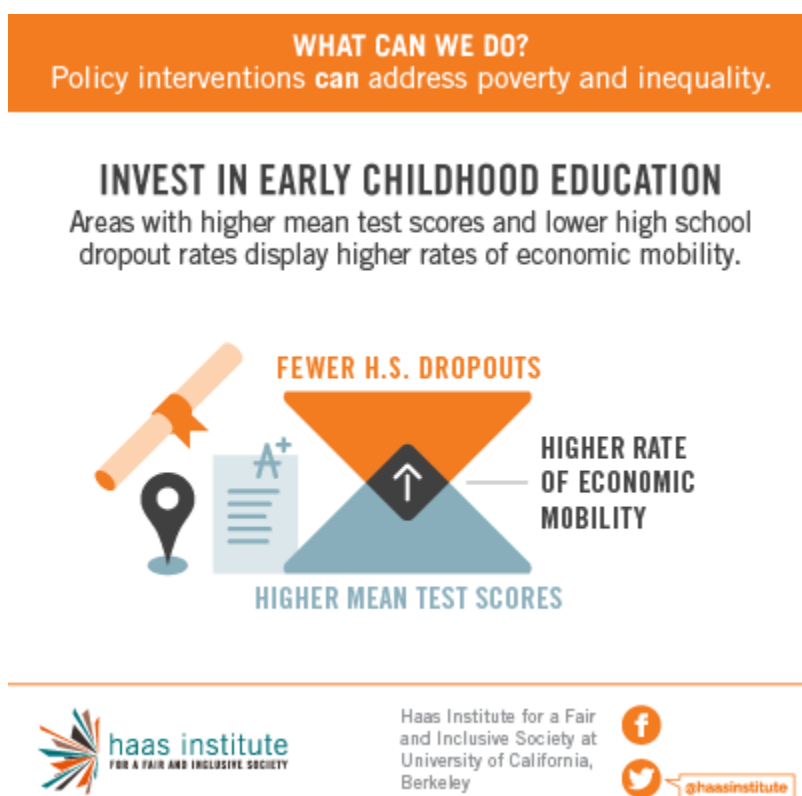 WHAT CAN WE DO?
Policy interventions can address poverty and inequality.
INVEST IN EARLY CHILDHOOD EDUCATION
Areas with higher mean test scores and lower high school
dropout rates display higher rates of economic mobility.
FEWER H.S. DROPOUTS
A+
HIGHER RATE
OF ECONOMIC
MOBILITY
HIGHER MEAN TEST SCORES
haas institute
FOR A FAIR AND INCLUSIVE SOCIETY
Haas Institute for a Fair
and Inclusive Society at
University of California,
Berkeley
f
@haasinstitute